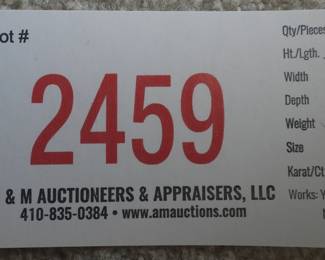 ot #
2459
& M AUCTIONEERS & APPRAISERS, LLC
410-835-0384 • www.amauctions.com
Qty/Pieces
Ht./Lgth.
Width
Depth
Weight
Size
Karat/Ct
Works: Y